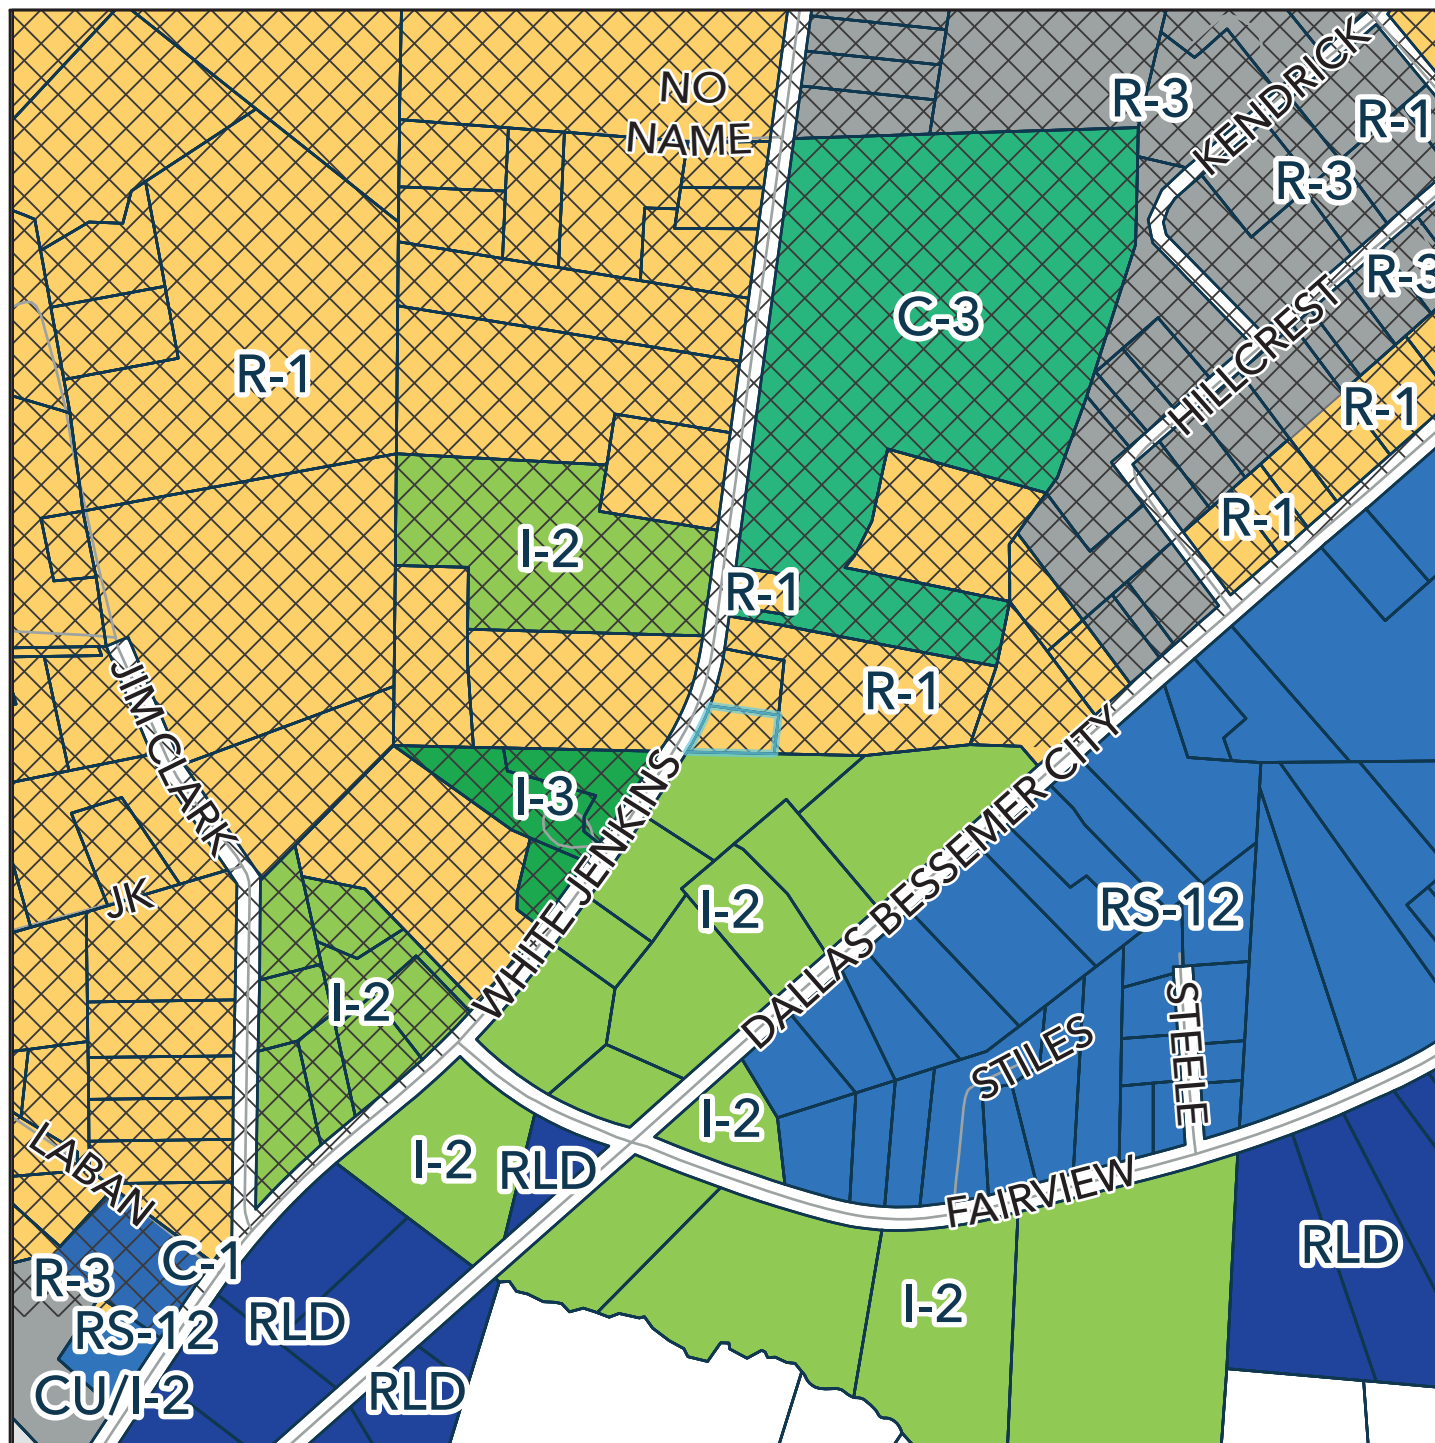 NO
NAME
R-3
KENDRICK
R-1
R-3
R-3
C-3
HILLCREST
R-1
R-1
R-1
I-2
R-1
R-1
JIM CLARK
I-3
WHITE JENKINS
DALLAS BESSEMER CITY
JK
I-2
RS-12
I-2
STEELE
STILES
I-2
I-2
RLD
LABAN
FAIRVIEW
C-1
R-3
RLD
RS-12
RLD
I-2
CU/I-2
RLD